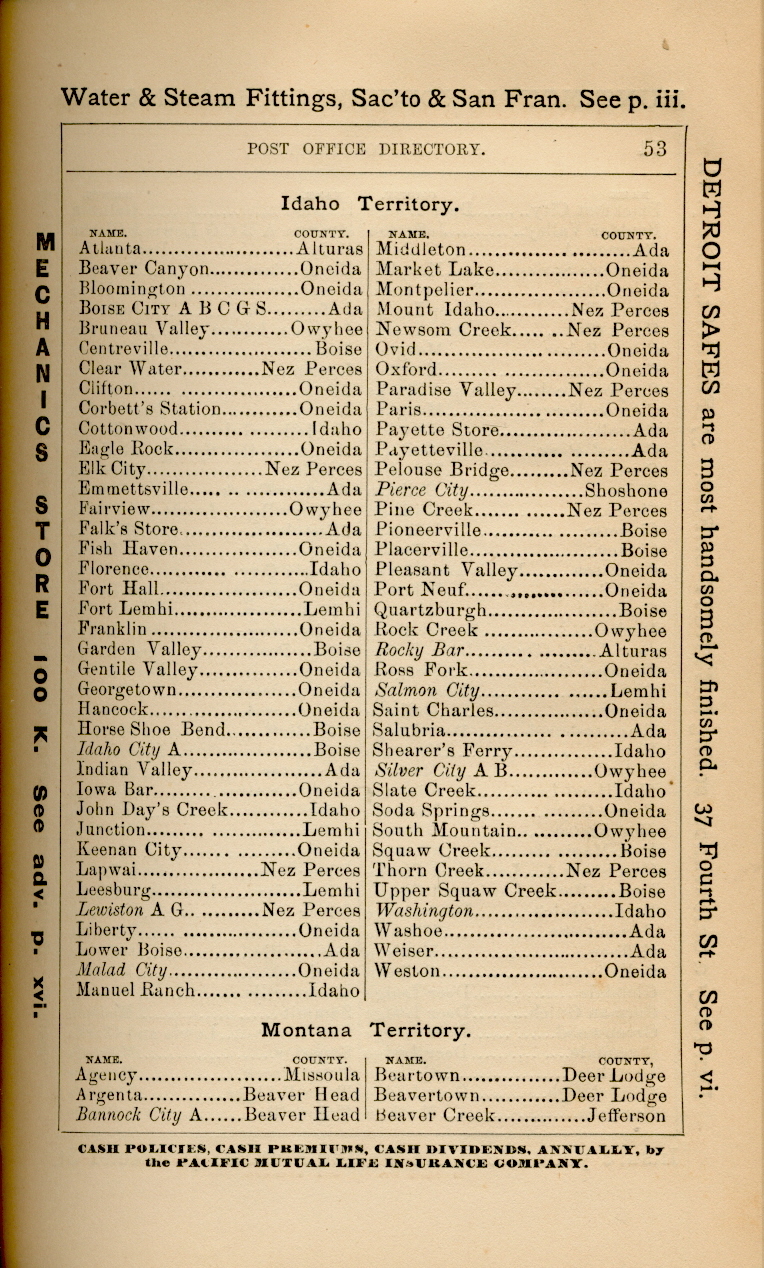 Water & Steam Fittings, Sac'to & San Fran. See p. iii.
POST OFFICE DIRECTORY. 53
Idaho Territory.
NAME. COUNTY.
Atlanta........................Alturas
Beaver Canyon..............Oneida
Bloomington .................Oneida
BOISE CITY A B C G S.........Ada
Bruneau Valley............Owyhee
Centreville......................Boise
Clear Water............Nez Perces
Clifton...... .................Oneida
Corbett's Station............Oneida
Cottonwood.......... .........Idaho
Eagle Rock...................Oneida
Elk City..................Nez Perces
Emmettsville..... .. .............Ada
Fairview.....................Owyhee
Falk's Store.......................Ada
Fish Haven...................Oneida
Florence............ ............Idaho
Fort Hall......................Oneida
Fort Lemhi....................Lemhi
Franklin .......................Oneida
Garden Valley.................Boise
Gentile Valley................Oneida
Georgetown...................Oneida
Hancock.......................Oneida
Horse Shoe Bend.............Boise
Idaho City A....................Boise
Indian Valley....................Ada
Iowa Bar.......................Oneida
John Day's Creek............Idaho
Junction......... ..............Lemhi
Keenan City....... ..........Oneida
Lapwai...................Nez Perces
Leesburg.......................Lemhi
Lewiston A G.. .........Nez Perces
Liberty...... .................Oneida
Lower Boise......................Ada
Malad City....................Oneida
Manuel Ranch....... .........Idaho
NAME. COUNTY.
Middleton................ .........Ada
Market Lake.................Oneida
Montpelier....................Oneida
Mount Idaho............Nez Perces
Newsom Creek..... ..Nez Perces
Ovid............... ..........Oneida
Oxford......... ...............Oneida
Paradise Valley........Nez Perces
Paris................. .........Oneida
Payette Store.....................Ada
Payetteville............. .........Ada
Pelouse Bridge.........Nez Perces
Pierce City..................Shoshone
Pine Creek......... .....Nez Perces
Pioneerville........... ..........Boise
Placerville........................Boise
Pleasant Valley.............Oneida
Port Neuf......................Oneida
Quartzburgh....................Boise
Rock Creek .................Owyhee
Rocky Bar.......... ..........Alturas
Ross Fork.....................Oneida
Salmon City............ ......Lemhi
Saint Charles.................Oneida
Salubria................. .........Ada
Shearer's Ferry...............Idaho
Silver City A B.............Owyhee
Slate Creek.....................Idaho
Soda Springs....... .........Oneida
South Mountain.. .........Owyhee
Squaw Creek......... .........Boise
Thorn Creek............Nez Perces
Upper Squaw Creek.........Boise
Washington.....................Idaho
Washoe............................Ada
Weiser.............................Ada
Weston.........................Oneida
Montana Territory.
NAME. COUNTY.
Agency......................Missoula
Argenta................Beaver Head
Bannock City A......Beaver Head
NAME. COUNTY,
Beartown...............Deer Lodge
Beavertown............Deer Lodge
Beaver Creek..............Jefferson
CASH POLICIES, CASH PREMIUMS, CASH DIVIDENDS, ANNUALLY, by
the PACIFIC MUTUAL LIFE INSURANCE COMPANY.
MECHANICS STORE 100 K. See adv. p. xvi.
DETROIT SAFES are most handsomely finished. 37 Fourth St. See p. vi.